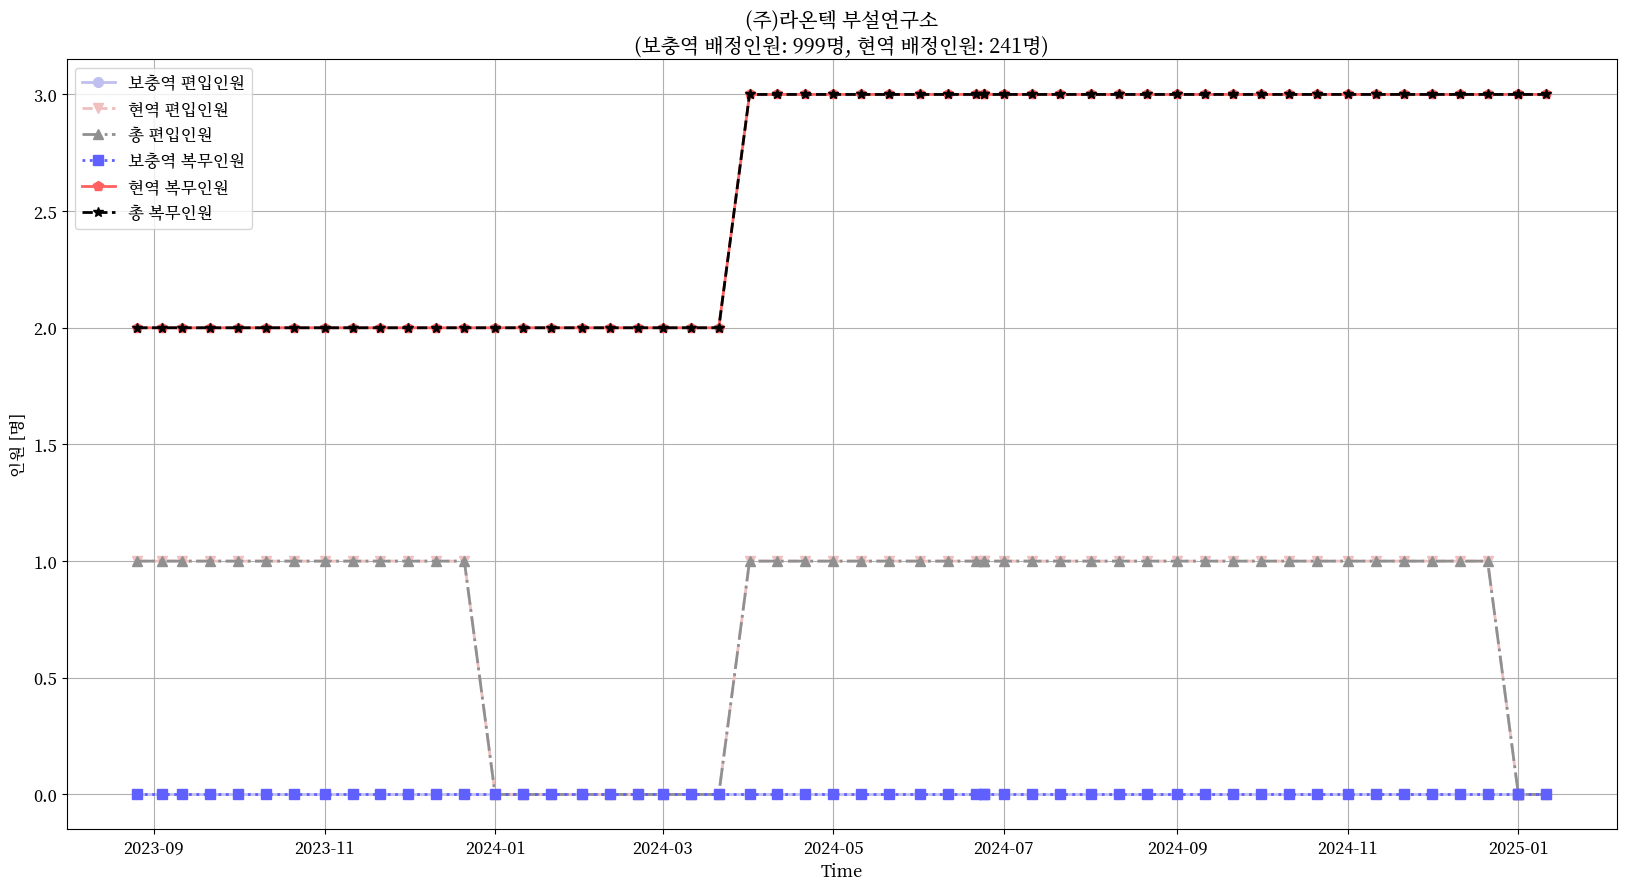 (주)라온텍 부설연구소
(보충역 배정인원: 999명, 현역 배정인원: 241명)
보충역 편입인원
현역 편입인원
총 편입인원
보충역 복무인원
현역 복무인원
총 복무인원
3.0
2.5
2.0
1.5
1.0
0.5
0.0
인원 [명]
2023-09
2023-11
2024-01
2024-03
2024-05
2024-07
2024-09
2024-11
2025-01
Time